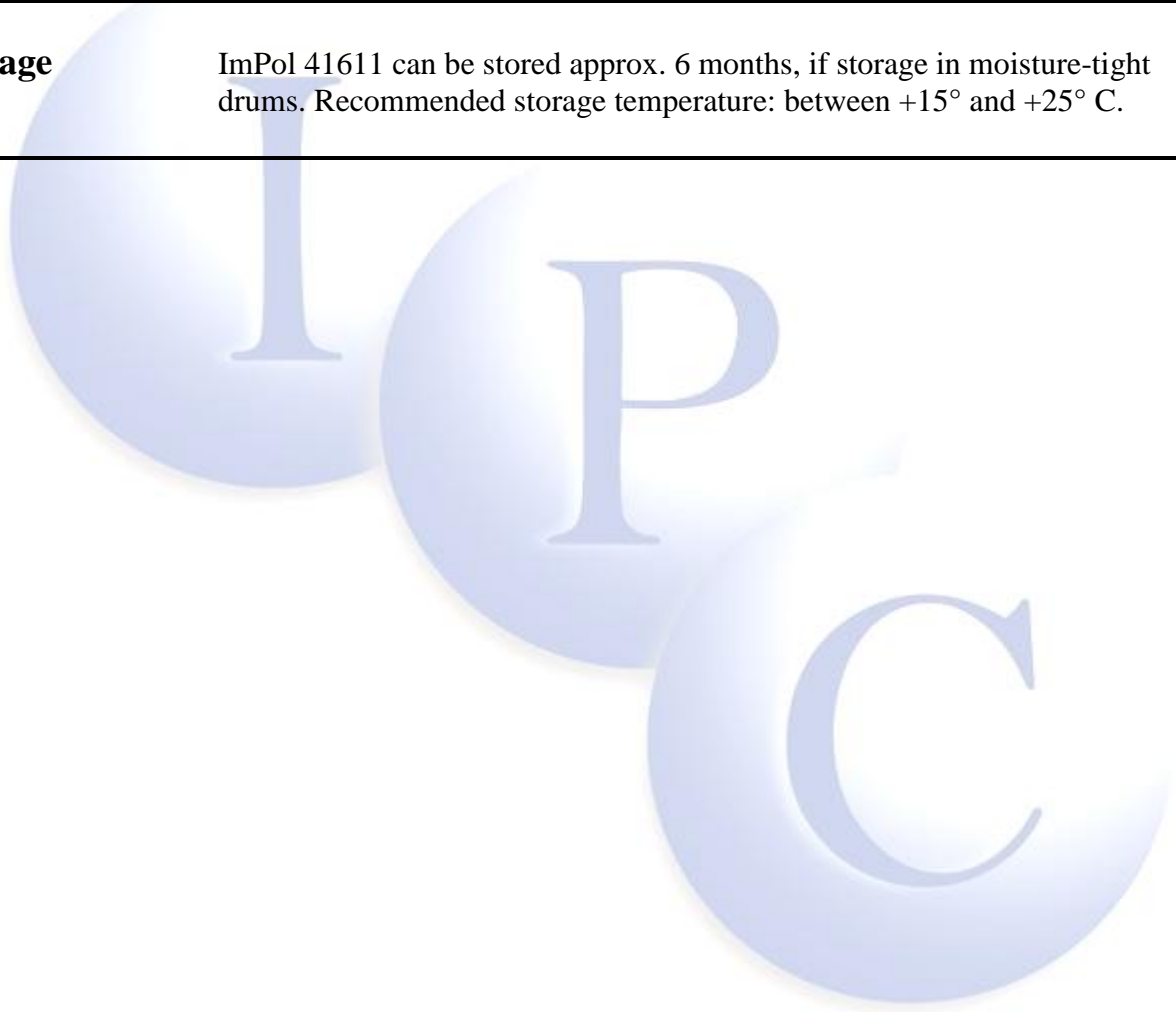 age
ImPol 41611 can be stored approx. 6 months, if storage in moisture-tight
drums. Recommended storage temperature: between +15° and +25° C.
I
P
C